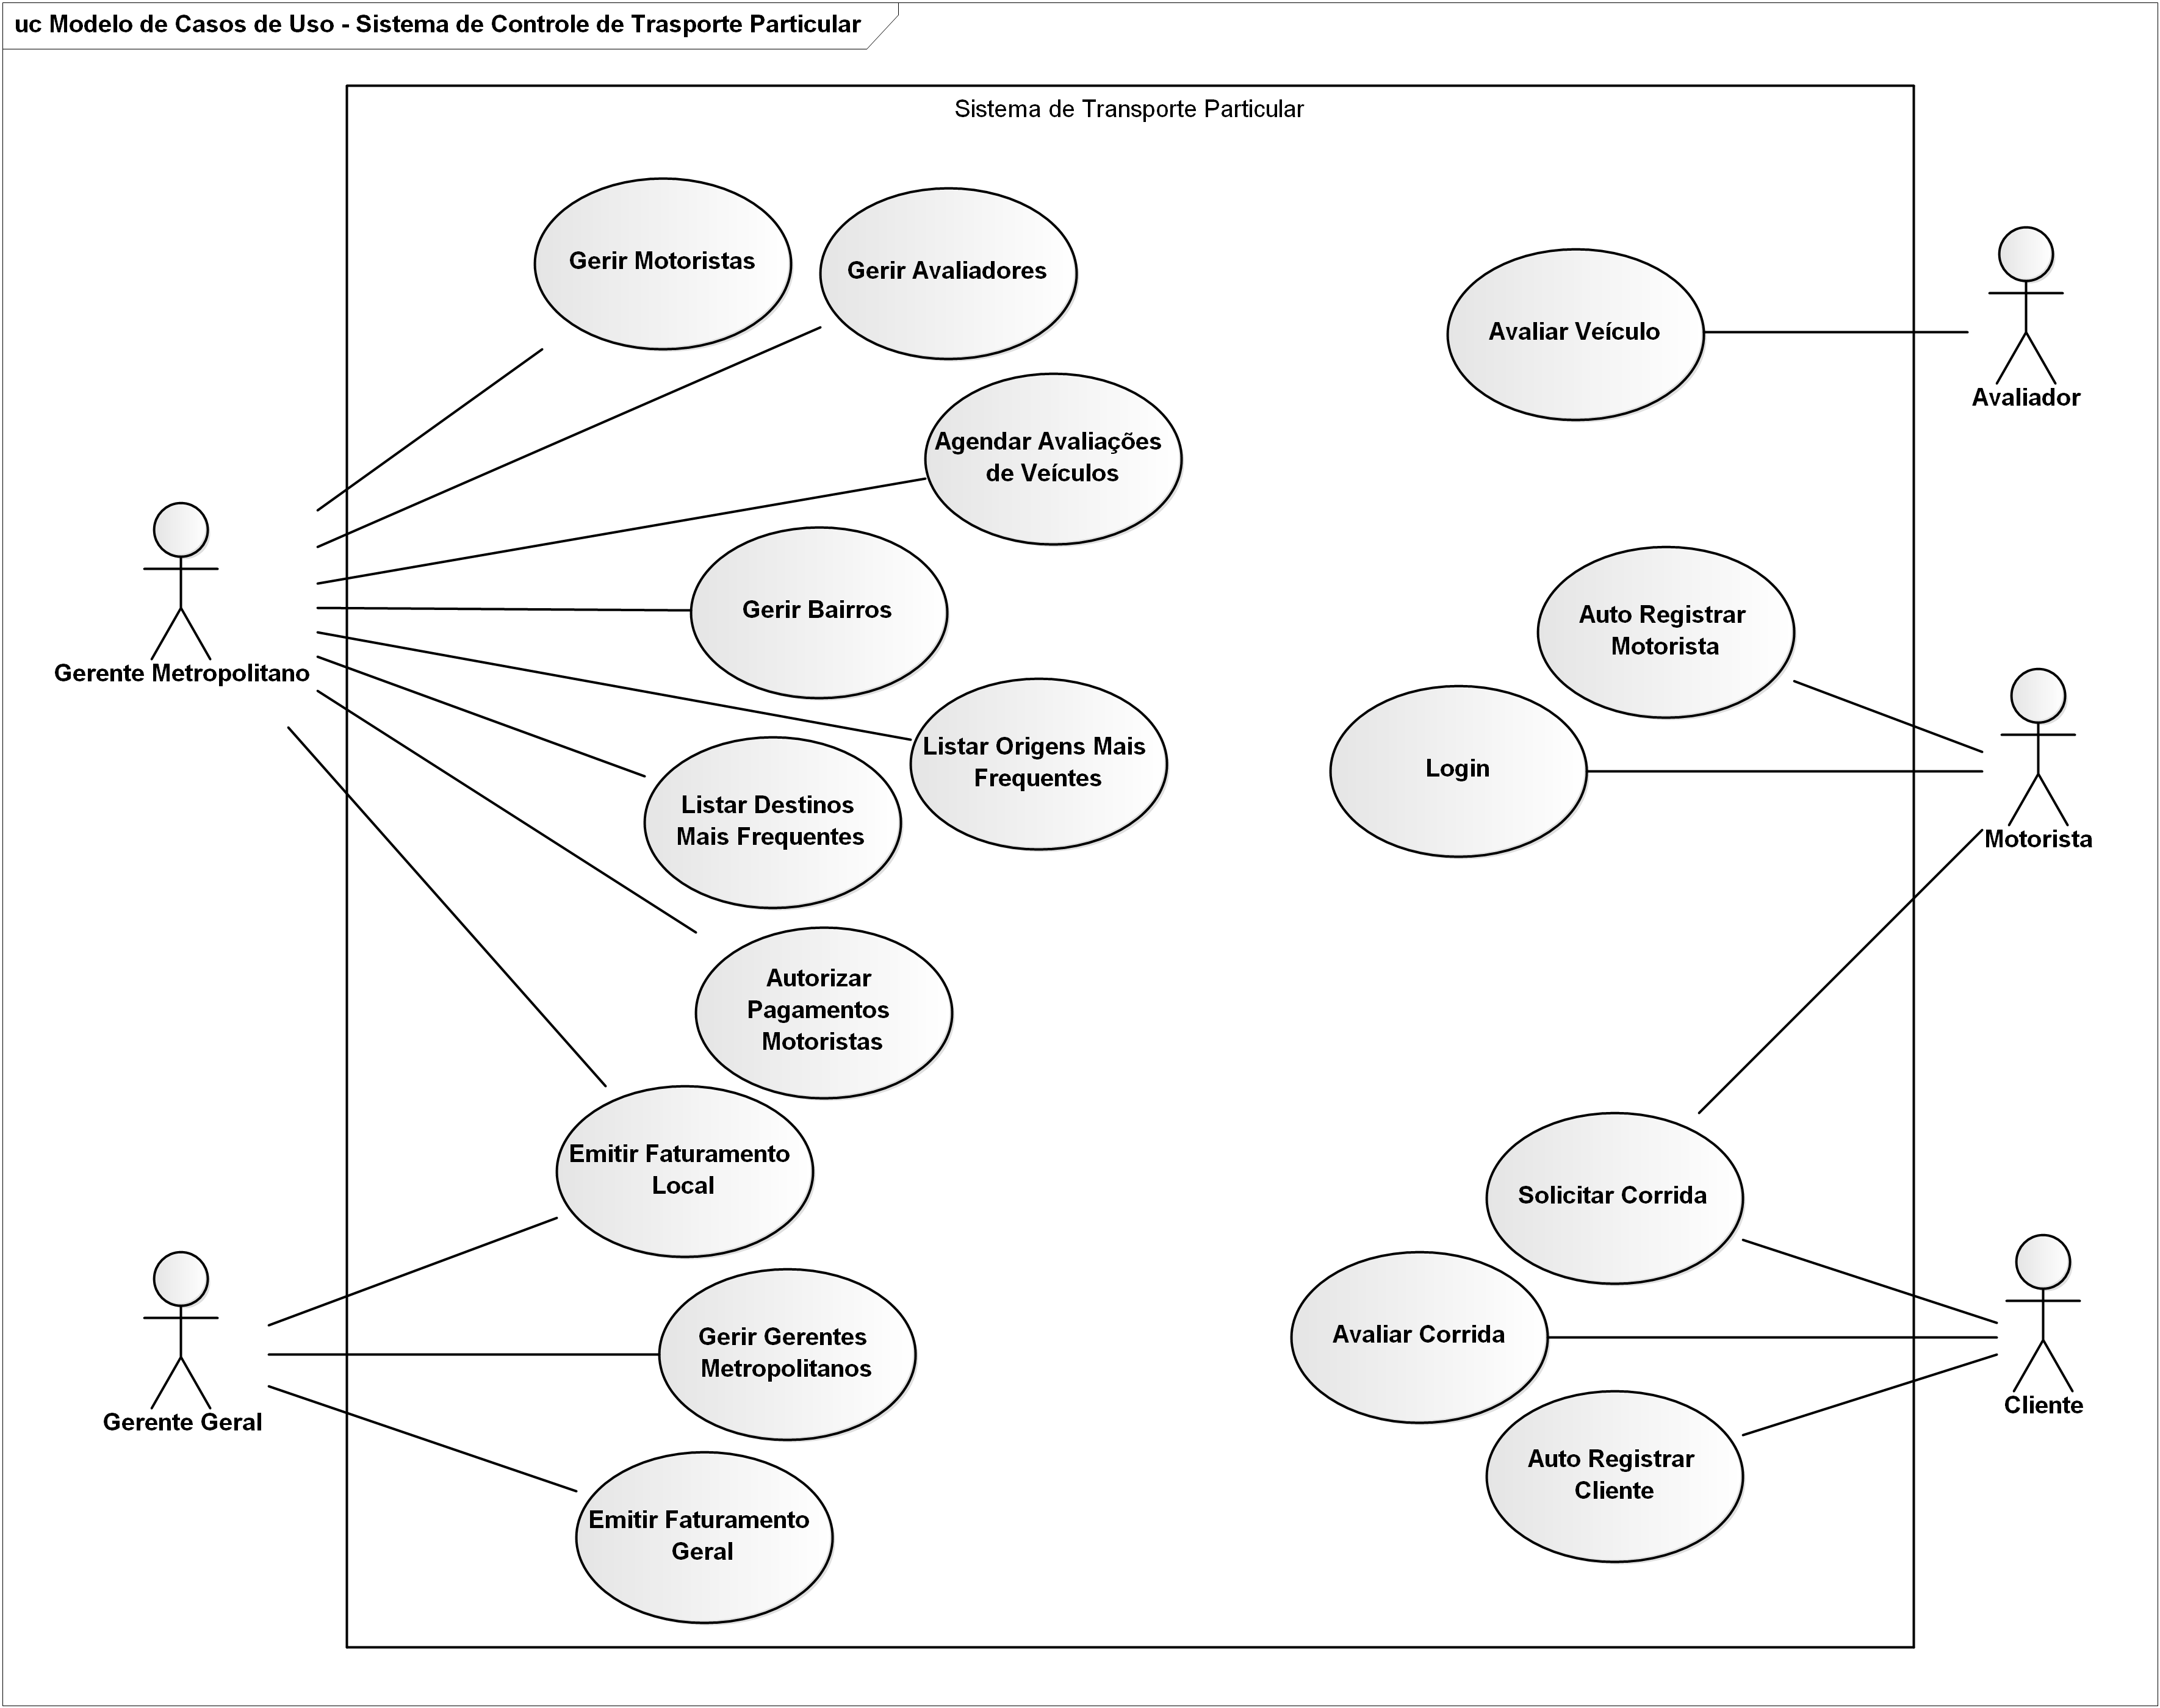 uc Modelo de Casos de Uso - Sistema de Controle de Trasporte Particular
Sistema de Transporte Particular
Gerir Motoristas
Gerir Avaliadores
Agendar Avaliações
de Veículos
Gerir Bairros
Listar Origens Mais
Frequentes
Listar Destinos
Mais Frequentes
Autorizar
Pagamentos
Motoristas
Emitir Faturamento
Local
Gerir Gerentes
Metropolitanos
Emitir Faturamento
Geral
Gerente Metropolitano
Gerente Geral
Avaliar Veículo
Avaliador
Auto Registrar
Motorista
Login
Motorista
Solicitar Corrida
Avaliar Corrida
Auto Registrar
Cliente
Cliente